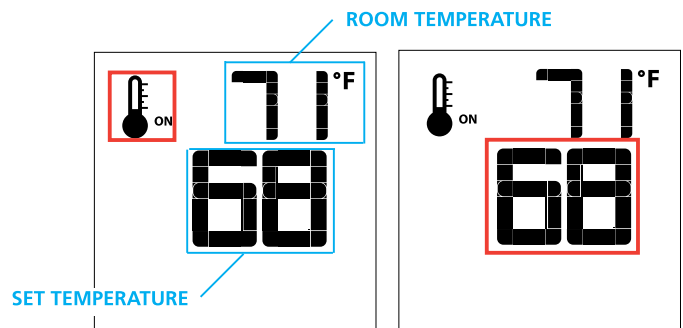 ROOM TEMPERATURE
71 °F
ON
68
SET TEMPERATURE
71 °F
ON
68